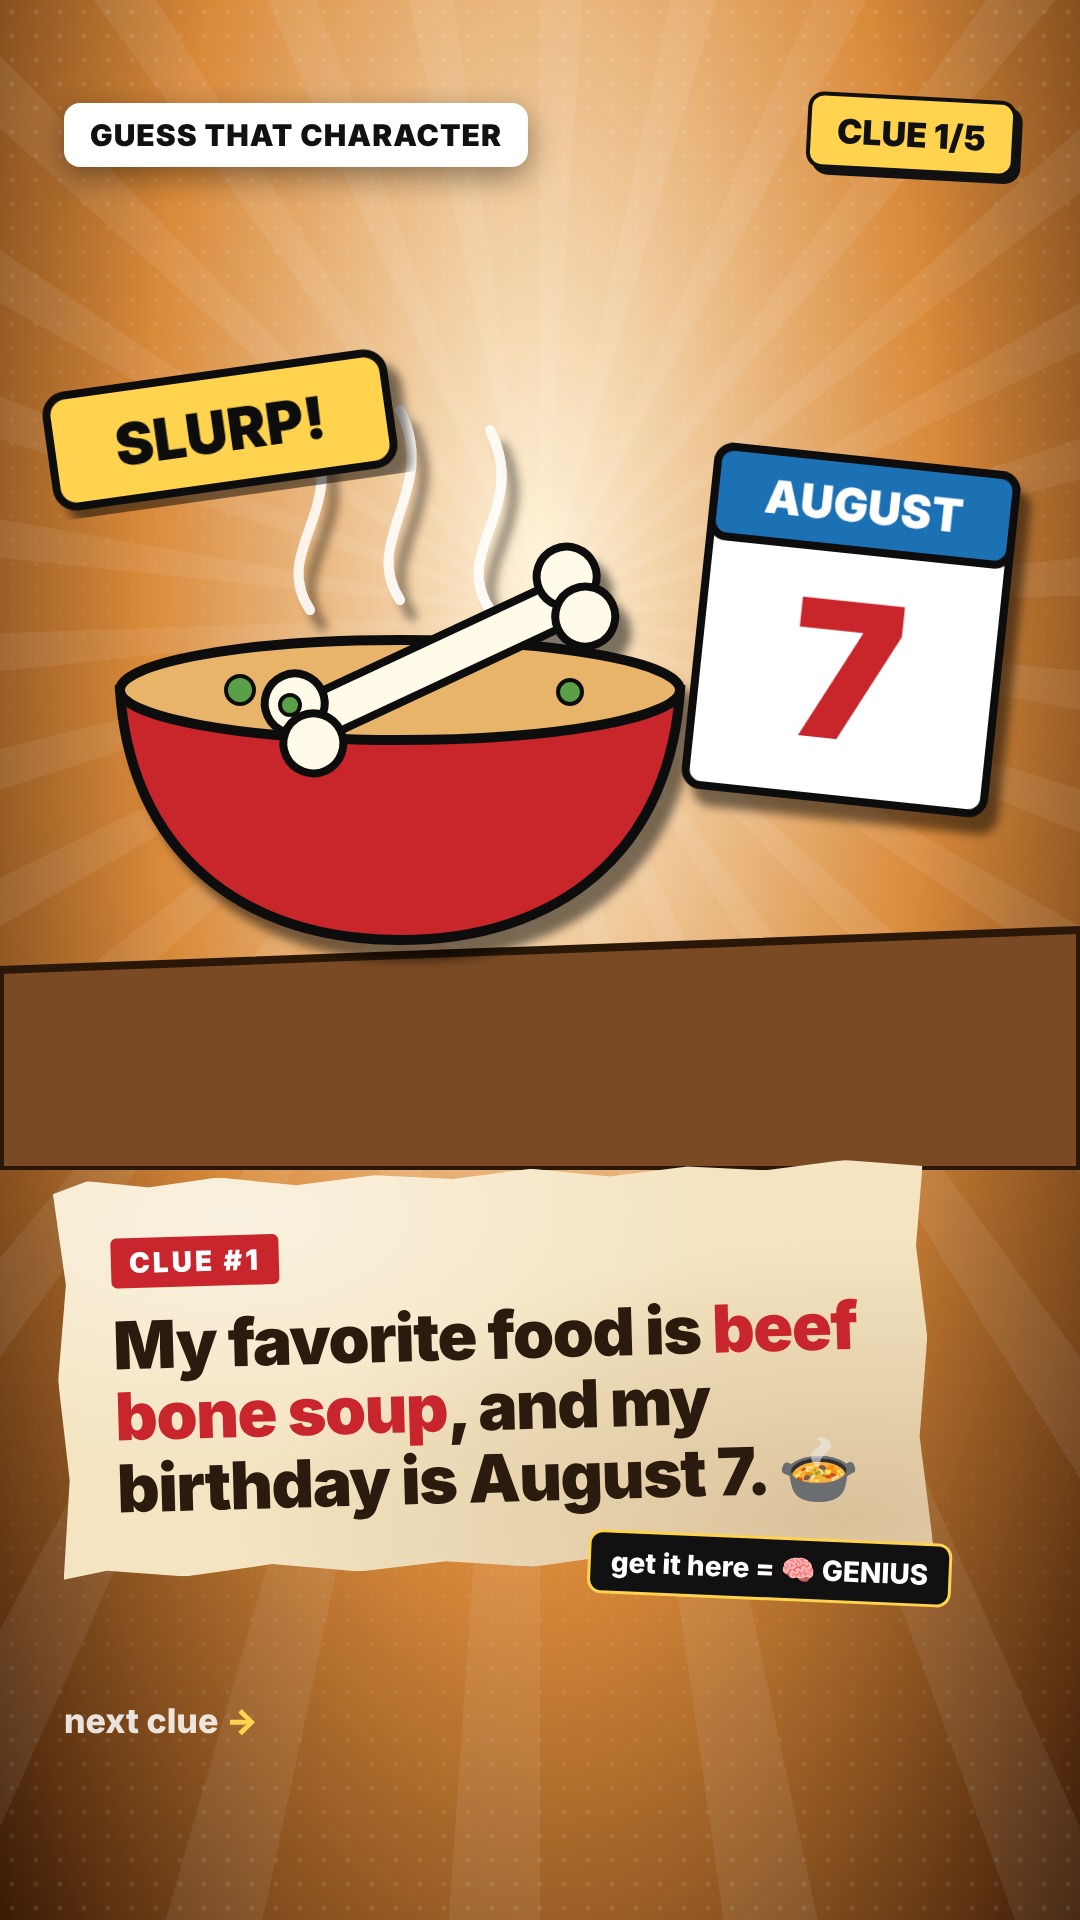 GUESS THAT CHARACTER
CLUE 1/5
SLURP!
AUGUST
7
CLUE #1
My favorite food is beef
bone soup, and my
birthday is August 7. 🍲
get it here = 🧠 GENIUS
next clue →